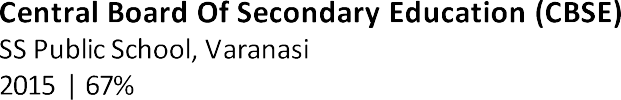 Central Board Of Secondary Education (CBSE)
SS Public School, Varanasi
2015 | 67%